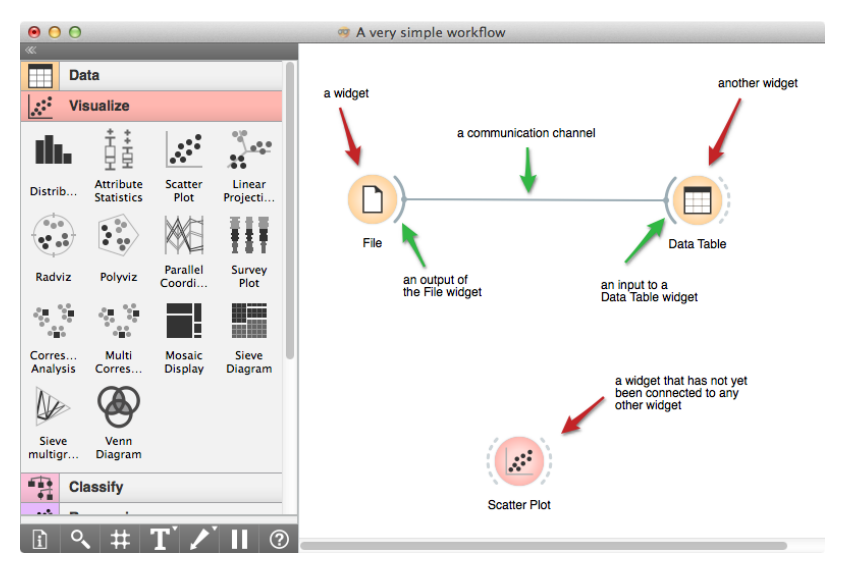 A very simple workflow
Data
Visualize
Distrib...
Attribute
Statistics
Scatter
Plot
Linear
Projecti...
Radviz
Polyviz
Parallel
Coordi...
Survey
Plot
Corres...
Analysis
Multi
Corres...
Mosaic
Display
Sieve
Diagram
Sieve
multigr...
Venn
Diagram
Classify
a widget
another widget
a communication channel
File
Data Table
an output of
the File widget
an input to a
Data Table widget
a widget that has not yet
been connected to any
other widget
Scatter Plot